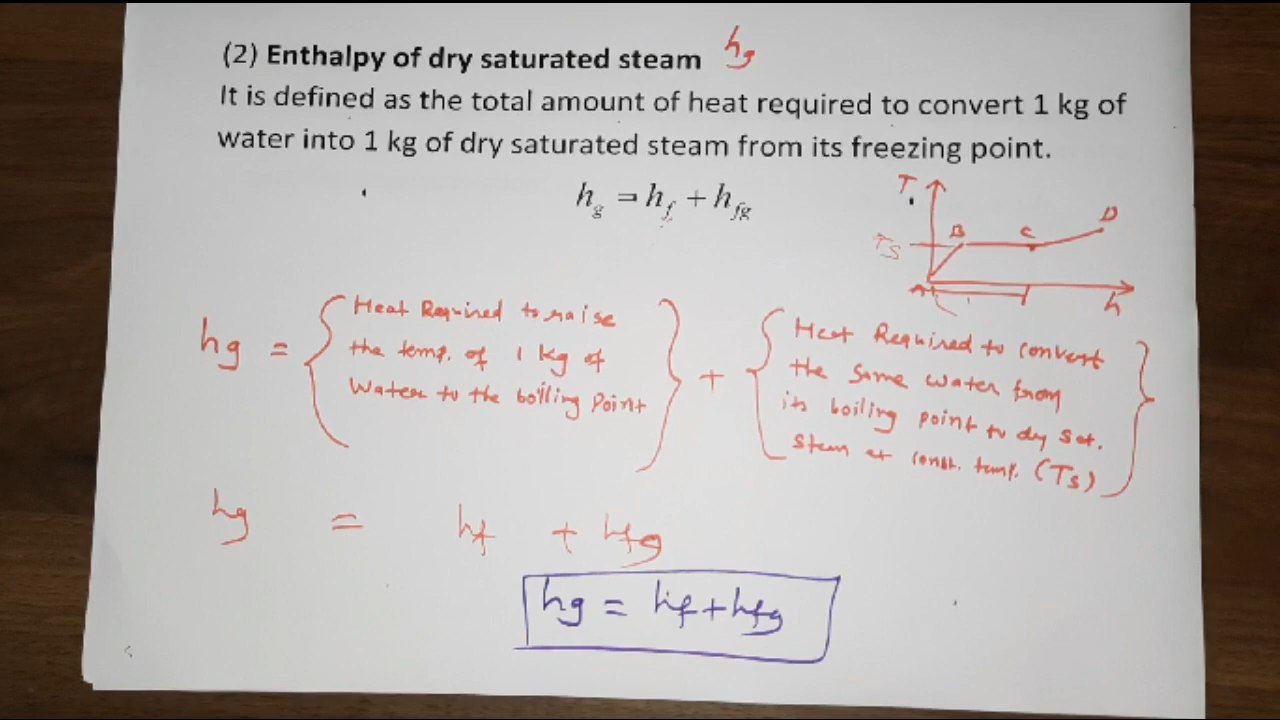 (2) Enthalpy of dry saturated steam hg
It is defined as the total amount of heat required to convert 1 kg of
water into 1 kg of dry saturated steam from its freezing point.
hg = hf + hfg
T
Ts
A B C D
h
hg = { Heat Required to raise
the temp. of 1 kg of
Water to the boiling Point }
+ { Heat Required to convert
the same water from
its boiling point to dry sat.
Steam at const. temp. (Ts) }
hg = hf + hfg
hg = hf + hfg